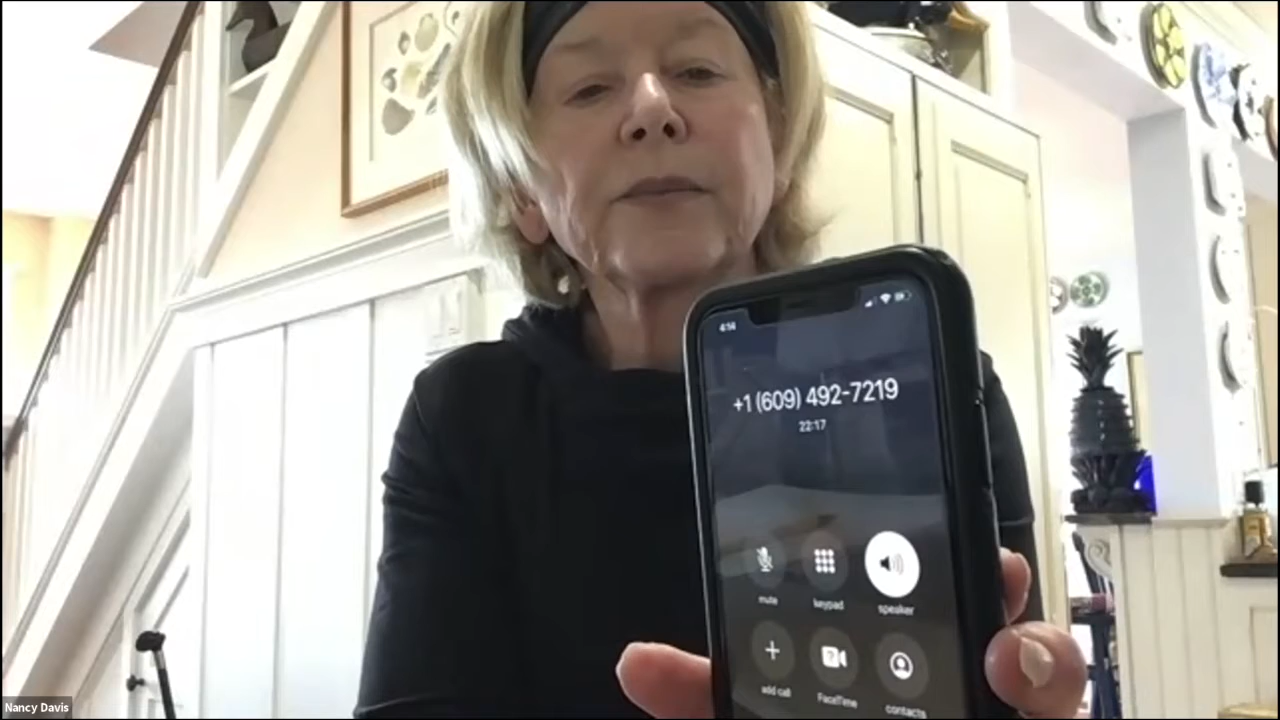 4:14
+1 (609) 492-7219
22:17
mute
keypad
speaker
add call
FaceTime
contacts
Nancy Davis